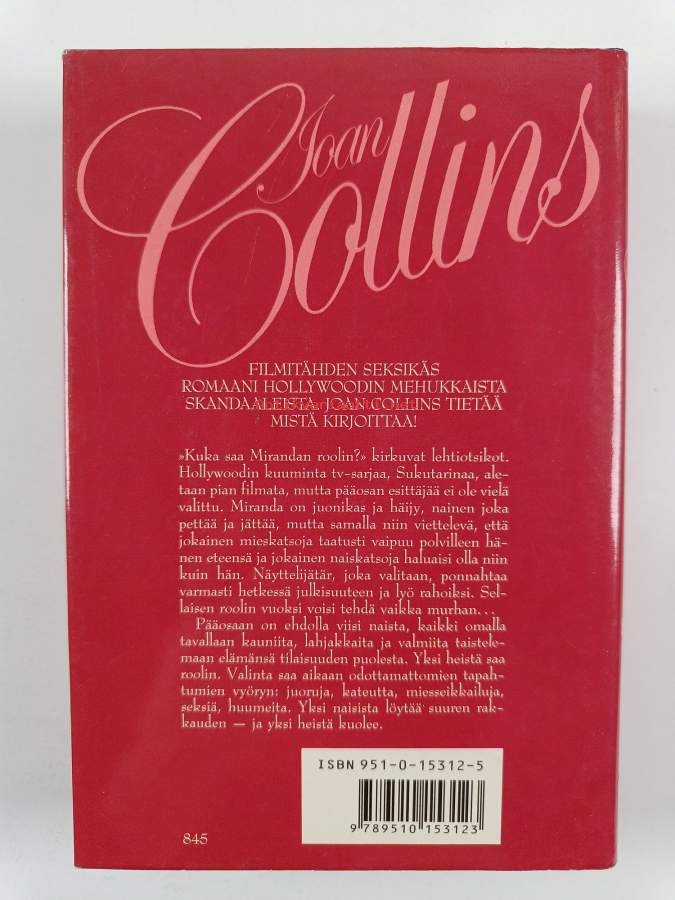 Joan
Collins
FILMITÄHDEN SEKSIKÄS
ROMAANI HOLLYWOODIN MEHUKKAISTA
SKANDAALEISTA. JOAN COLLINS TIETÄÄ
MISTÄ KIRJOITTAA!
»Kuka saa Mirandan roolin?» kirkuvat lehtiotsikot.
Hollywoodin kuuminta tv-sarjaa, Sukutarinaa, ale-
taan pian filmata, mutta pääosan esittäjää ei ole vielä
valittu. Miranda on juonikas ja häijy, nainen joka
pettää ja jättää, mutta samalla niin viettelevä, että
jokainen mieskatsoja taatusti vaipuu polvilleen hä-
nen eteensä ja jokainen naiskatsoja haluaisi olla niin
kuin hän. Näyttelijätär, joka valitaan, ponnahtaa
varmasti hetkessä julkisuuteen ja lyö rahoiksi. Sel-
laisen roolin vuoksi voisi tehdä vaikka murhan...
Pääosaan on ehdolla viisi naista, kaikki omalla
tavallaan kauniita, lahjakkaita ja valmiita taistele-
maan elämänsä tilaisuuden puolesta. Yksi heistä saa
roolin. Valinta saa aikaan odottamattomien tapah-
tumien vyöryn: juoruja, kateutta, miesseikkailuja,
seksiä, huumeita. Yksi naisista löytää suuren rak-
kauden — ja yksi heistä kuolee.
ISBN 951-0-15312-5
9 789510 153123
845